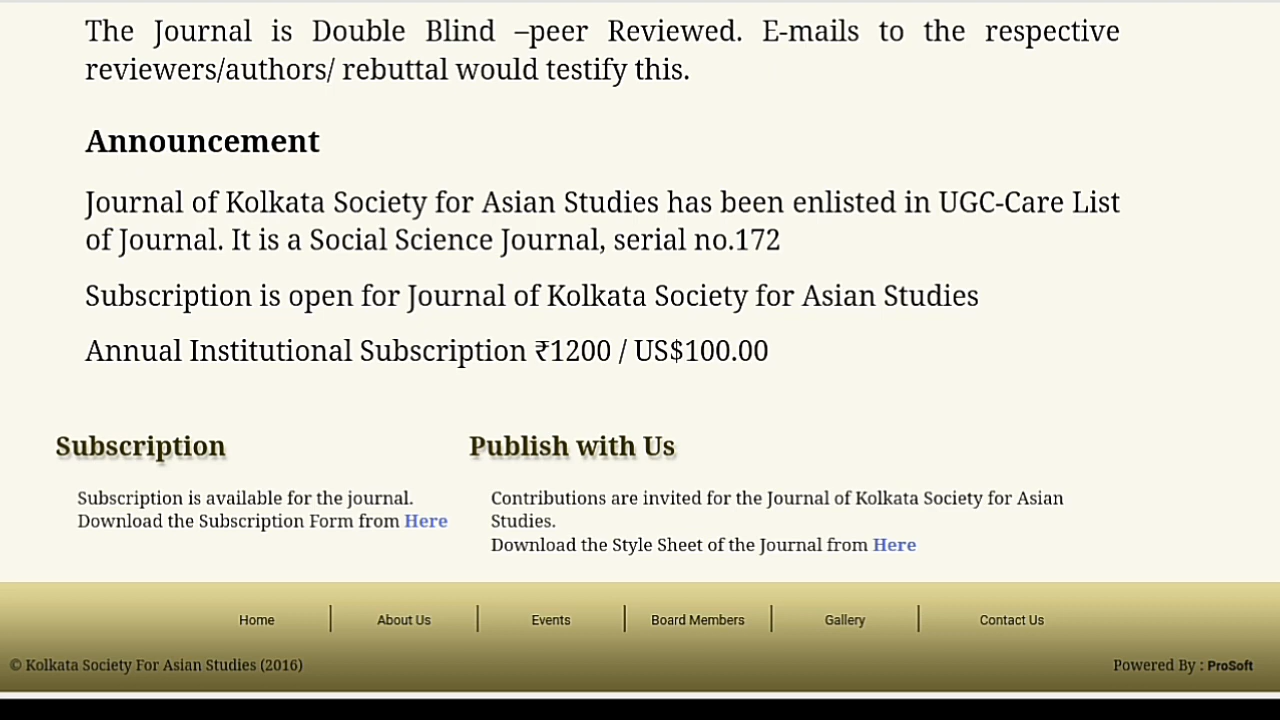 The Journal is Double Blind –peer Reviewed. E-mails to the respective
reviewers/authors/ rebuttal would testify this.
Announcement
Journal of Kolkata Society for Asian Studies has been enlisted in UGC-Care List
of Journal. It is a Social Science Journal, serial no.172
Subscription is open for Journal of Kolkata Society for Asian Studies
Annual Institutional Subscription ₹1200 / US$100.00
Subscription
Subscription is available for the journal.
Download the Subscription Form from Here
Publish with Us
Contributions are invited for the Journal of Kolkata Society for Asian
Studies.
Download the Style Sheet of the Journal from Here
Home About Us Events Board Members Gallery Contact Us
© Kolkata Society For Asian Studies (2016) Powered By : ProSoft